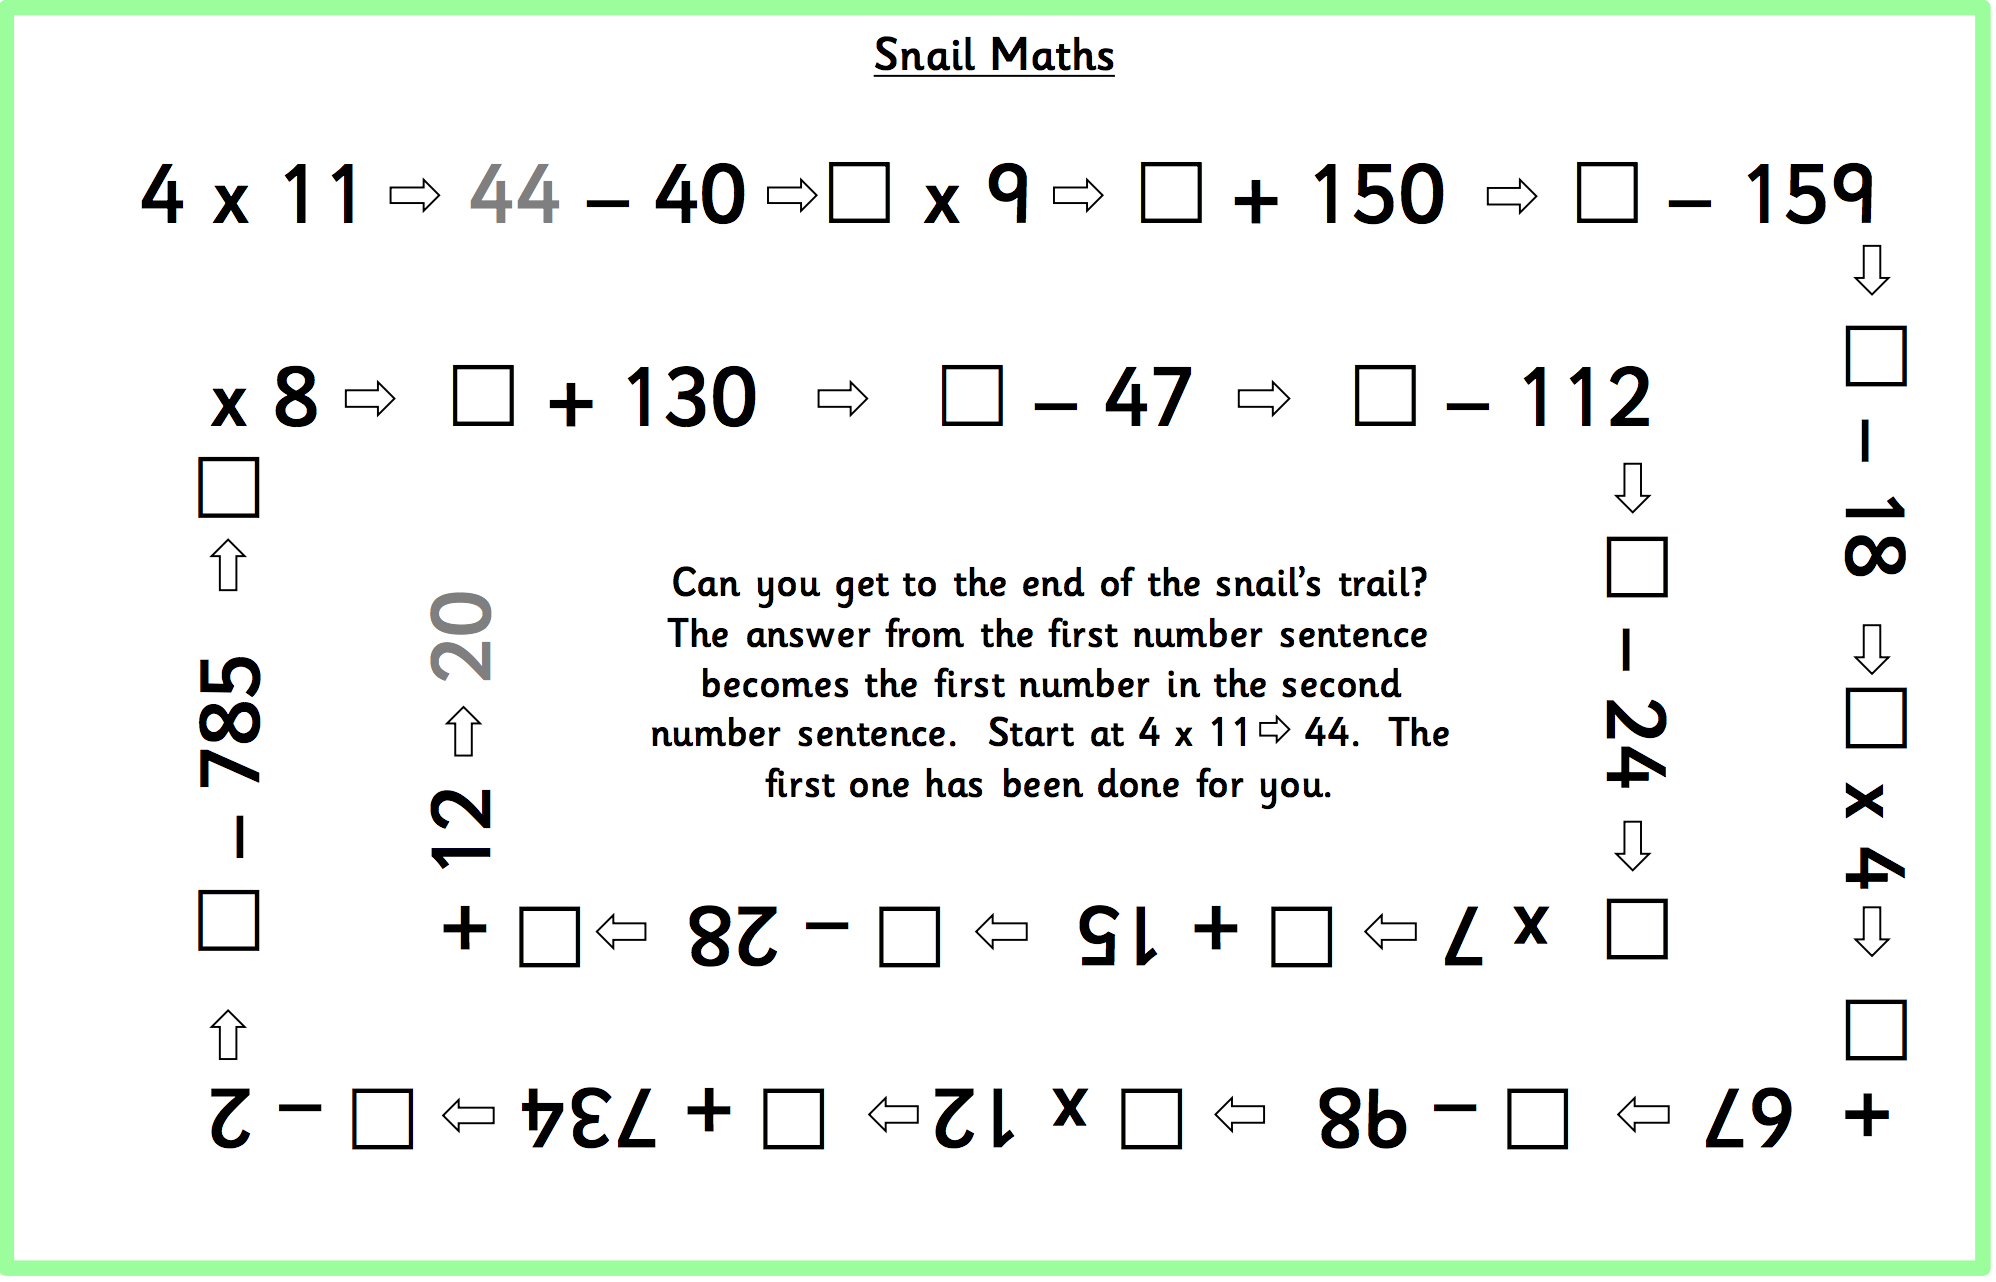 Snail Maths
4 x 11 ⇨ 44 – 40 ⇨ □ x 9 ⇨ □ + 150 ⇨ □ – 159
⇩ □ – 18 ⇩ □ x 4 ⇩ □
+ 67 ⇦ □ – 98 ⇦ □ x 12 ⇦ □ + 734 ⇦ □ – 2
⇧ □ – 785 ⇧ □
x 8 ⇨ □ + 130 ⇨ □ – 47 ⇨ □ – 112
⇩ □ – 24 ⇩ □
x 7 ⇦ □ + 15 ⇦ □ – 28 ⇦ □ +
12 ⇧ 20
Can you get to the end of the snail’s trail?
The answer from the first number sentence
becomes the first number in the second
number sentence. Start at 4 x 11 ⇨ 44. The
first one has been done for you.